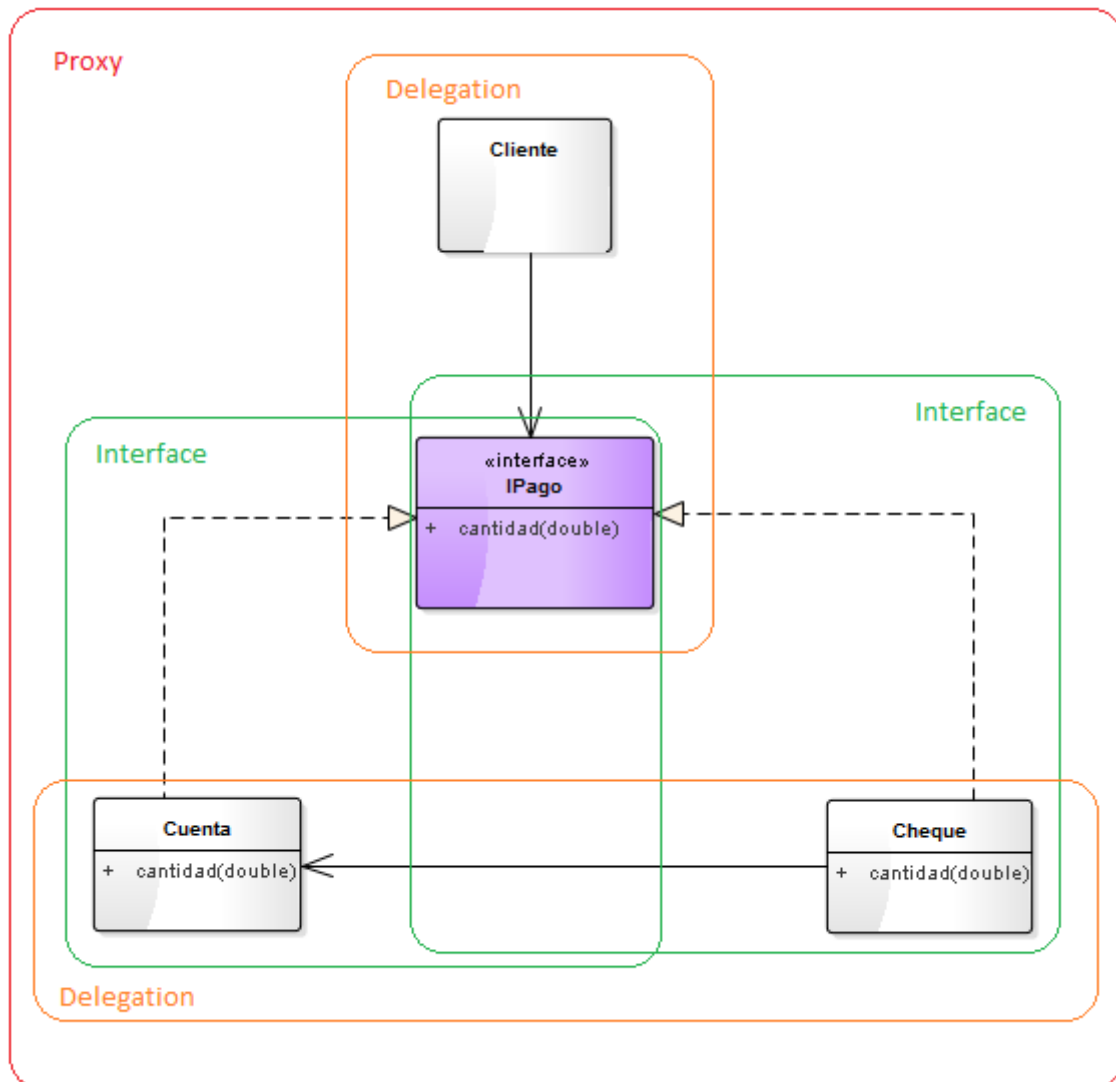 Proxy
Delegation
Cliente
Interface
Interface
«interface»
IPago
+ cantidad(double)
Cuenta
+ cantidad(double)
Cheque
+ cantidad(double)
Delegation